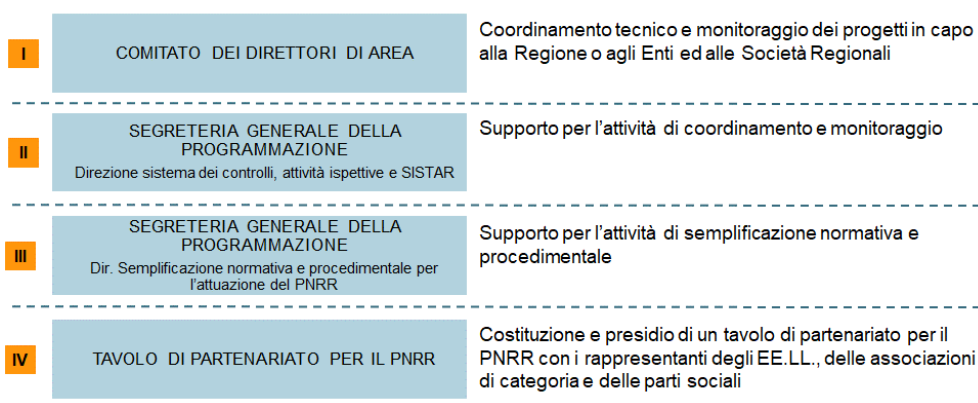 I
COMITATO DEI DIRETTORI DI AREA
Coordinamento tecnico e monitoraggio dei progetti in capo
alla Regione o agli Enti ed alle Società Regionali
II
SEGRETERIA GENERALE DELLA
PROGRAMMAZIONE
Direzione sistema dei controlli, attività ispettive e SISTAR
Supporto per l’attività di coordinamento e monitoraggio
III
SEGRETERIA GENERALE DELLA
PROGRAMMAZIONE
Dir. Semplificazione normativa e procedimentale per
l’attuazione del PNRR
Supporto per l’attività di semplificazione normativa e
procedimentale
IV
TAVOLO DI PARTENARIATO PER IL PNRR
Costituzione e presidio di un tavolo di partenariato per il
PNRR con i rappresentanti degli EE.LL., delle associazioni
di categoria e delle parti sociali